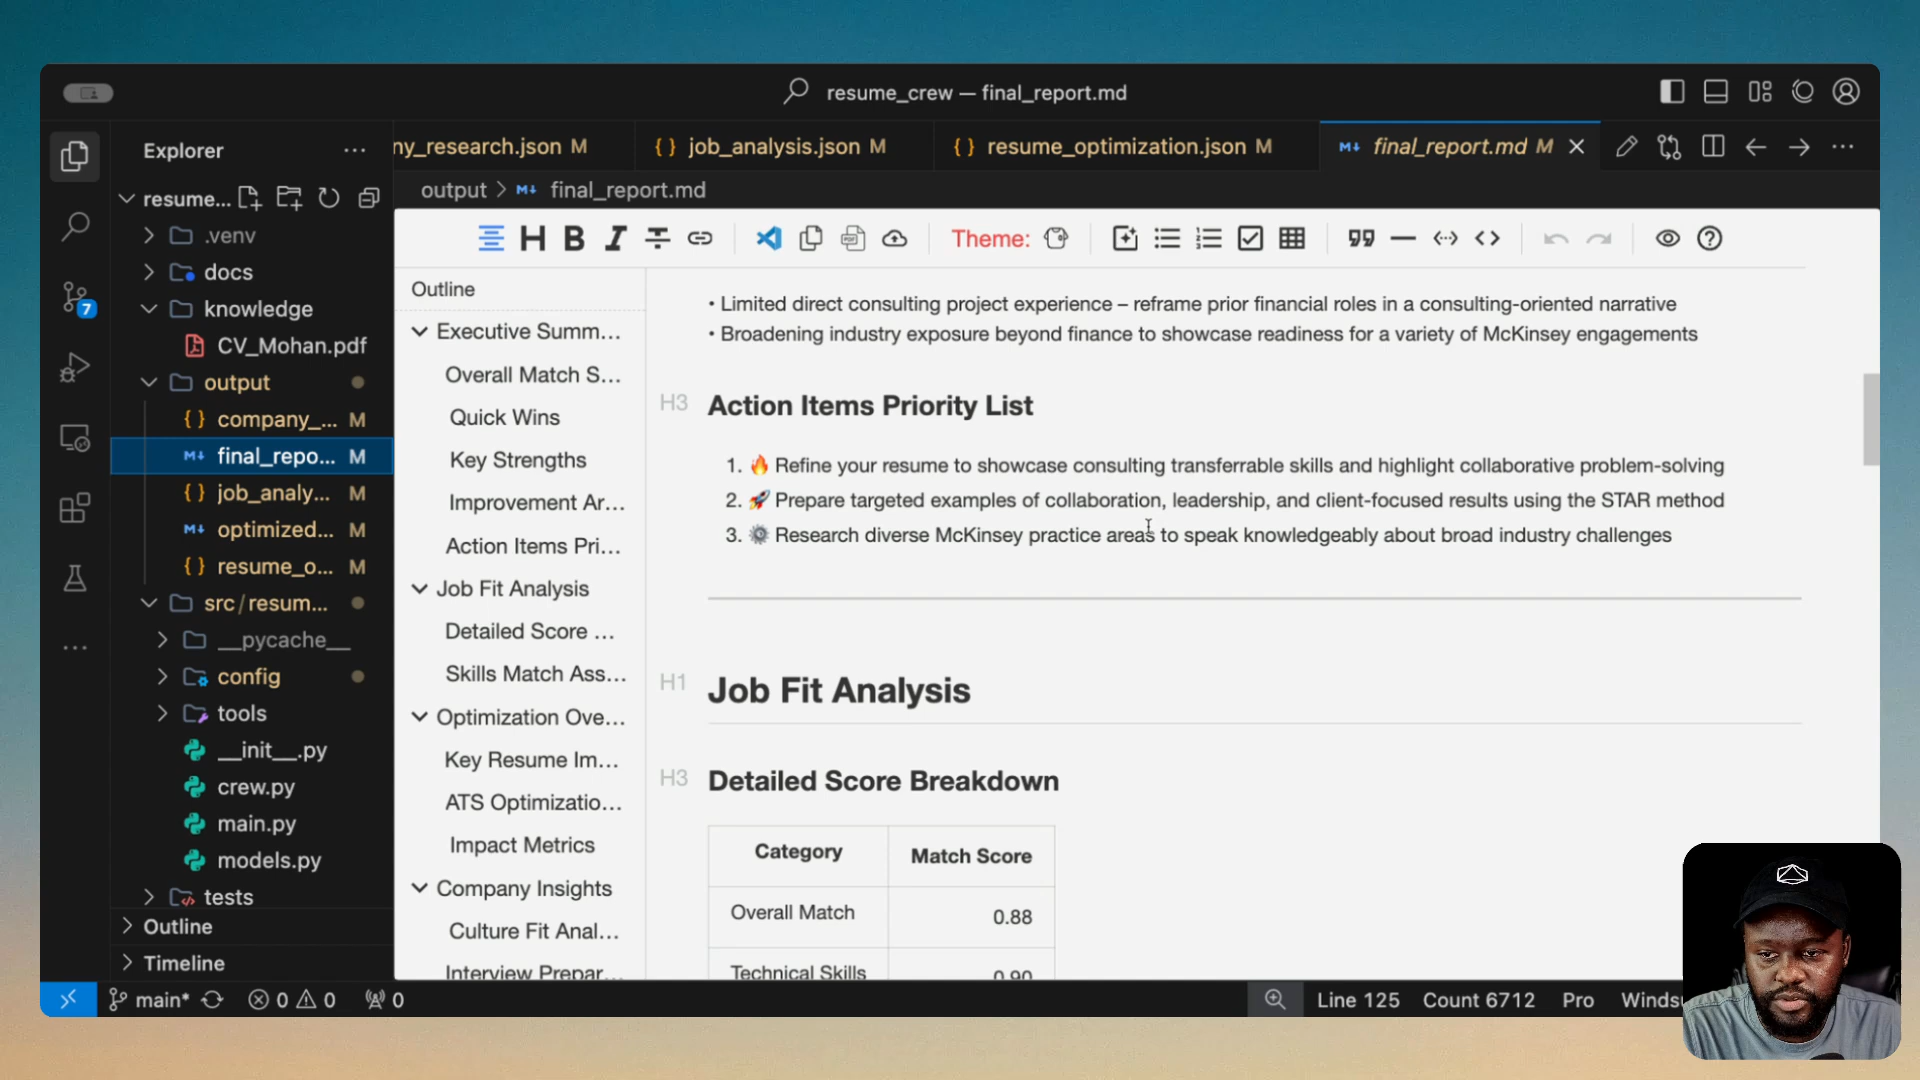 resume_crew — final_report.md
Explorer
ny_research.json M
job_analysis.json M
resume_optimization.json M
final_report.md M
output > final_report.md
resume...
.venv
docs
knowledge
CV_Mohan.pdf
output
company_... M
final_repo... M
job_analy... M
optimized... M
resume_o... M
src/resum...
__pycache__
config
tools
__init__.py
crew.py
main.py
models.py
tests
Outline
Timeline
Theme:
Outline
Executive Summ...
Overall Match S...
Quick Wins
Key Strengths
Improvement Ar...
Action Items Pri...
Job Fit Analysis
Detailed Score ...
Skills Match Ass...
Optimization Ove...
Key Resume Im...
ATS Optimizatio...
Impact Metrics
Company Insights
Culture Fit Anal...
Interview Prepar...
• Limited direct consulting project experience – reframe prior financial roles in a consulting-oriented narrative
• Broadening industry exposure beyond finance to showcase readiness for a variety of McKinsey engagements
H3 Action Items Priority List
1. 🔥 Refine your resume to showcase consulting transferrable skills and highlight collaborative problem-solving
2. 🚀 Prepare targeted examples of collaboration, leadership, and client-focused results using the STAR method
3. ⚙️ Research diverse McKinsey practice areas to speak knowledgeably about broad industry challenges
H1 Job Fit Analysis
H3 Detailed Score Breakdown
Category Match Score
Overall Match 0.88
Technical Skills 0.90
7
main* 0 0 0
Line 125 Count 6712 Pro Windsu